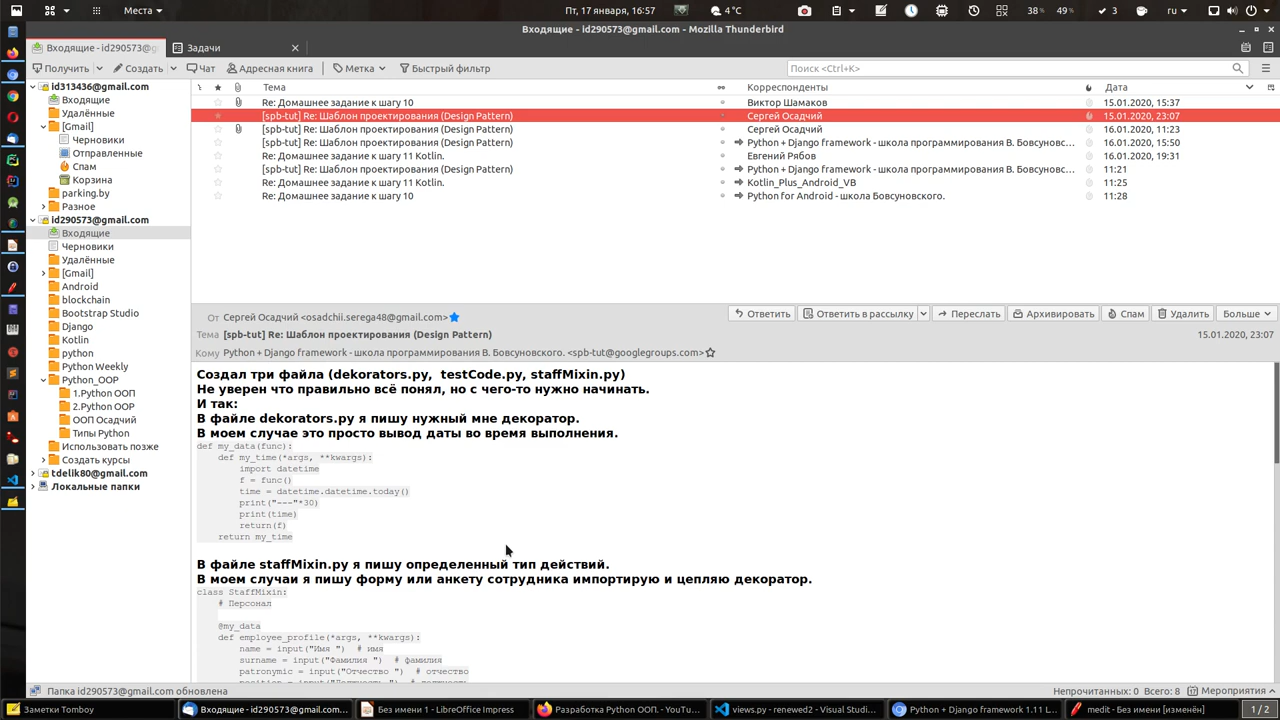 Места
Пт, 17 января, 16:57
4 °C
38
49%
3
ru
Входящие - id290573@gmail.com - Mozilla Thunderbird
Входящие - id290573@g
Задачи
Получить
Создать
Чат
Адресная книга
Метка
Быстрый фильтр
Поиск <Ctrl+K>
id313436@gmail.com
Входящие
Удалённые
[Gmail]
Черновики
Отправленные
Спам
Корзина
parking.by
Разное
id290573@gmail.com
Входящие
Черновики
Удалённые
[Gmail]
Android
blockchain
Bootstrap Studio
Django
Kotlin
python
Python Weekly
Python_OOP
1.Python ООП
2.Python OOP
ООП Осадчий
Типы Python
Использовать позже
Создать курсы
tdelik80@gmail.com
Локальные папки
Тема Корреспонденты Дата
Re: Домашнее задание к шагу 10 Виктор Шамаков 15.01.2020, 15:37
[spb-tut] Re: Шаблон проектирования (Design Pattern) Сергей Осадчий 15.01.2020, 23:07
[spb-tut] Re: Шаблон проектирования (Design Pattern) Сергей Осадчий 16.01.2020, 11:23
[spb-tut] Re: Шаблон проектирования (Design Pattern) Python + Django framework - школа программирования В. Бовсуновс... 16.01.2020, 15:50
Re: Домашнее задание к шагу 11 Kotlin. Евгений Рябов 16.01.2020, 19:31
[spb-tut] Re: Шаблон проектирования (Design Pattern) Python + Django framework - школа программирования В. Бовсуновс... 11:21
Re: Домашнее задание к шагу 11 Kotlin. Kotlin_Plus_Android_VB 11:25
Re: Домашнее задание к шагу 10 Python for Android - школа Бовсуновского. 11:28
От Сергей Осадчий <osadchii.serega48@gmail.com>
Ответить
Ответить в рассылку
Переслать
Архивировать
Спам
Удалить
Больше
Тема [spb-tut] Re: Шаблон проектирования (Design Pattern) 15.01.2020, 23:07
Кому Python + Django framework - школа программирования В. Бовсуновского. <spb-tut@googlegroups.com>
Создал три файла (dekorators.py, testCode.py, staffMixin.py)
Не уверен что правильно всё понял, но с чего-то нужно начинать.
И так:
В файле dekorators.py я пишу нужный мне декоратор.
В моем случае это просто вывод даты во время выполнения.
def my_data(func):
def my_time(*args, **kwargs):
import datetime
f = func()
time = datetime.datetime.today()
print("---"*30)
print(time)
return(f)
return my_time
В файле staffMixin.py я пишу определенный тип действий.
В моем случаи я пишу форму или анкету сотрудника импортирую и цепляю декоратор.
class StaffMixin:
# Персонал
@my_data
def employee_profile(*args, **kwargs):
name = input("Имя ") # имя
surname = input("Фамилия ") # фамилия
patronymic = input("Отчество ") # отчество
Папка id290573@gmail.com обновлена
Непрочитанных: 0 Всего: 8
Мероприятия
Заметки Tomboy
Входящие - id290573@gmail.com...
Без имени 1 - LibreOffice Impress
Разработка Python ООП. - YouTu...
views.py - renewed2 - Visual Studi...
Python + Django framework 1.11 L...
medit - Без имени [изменён]
1/2